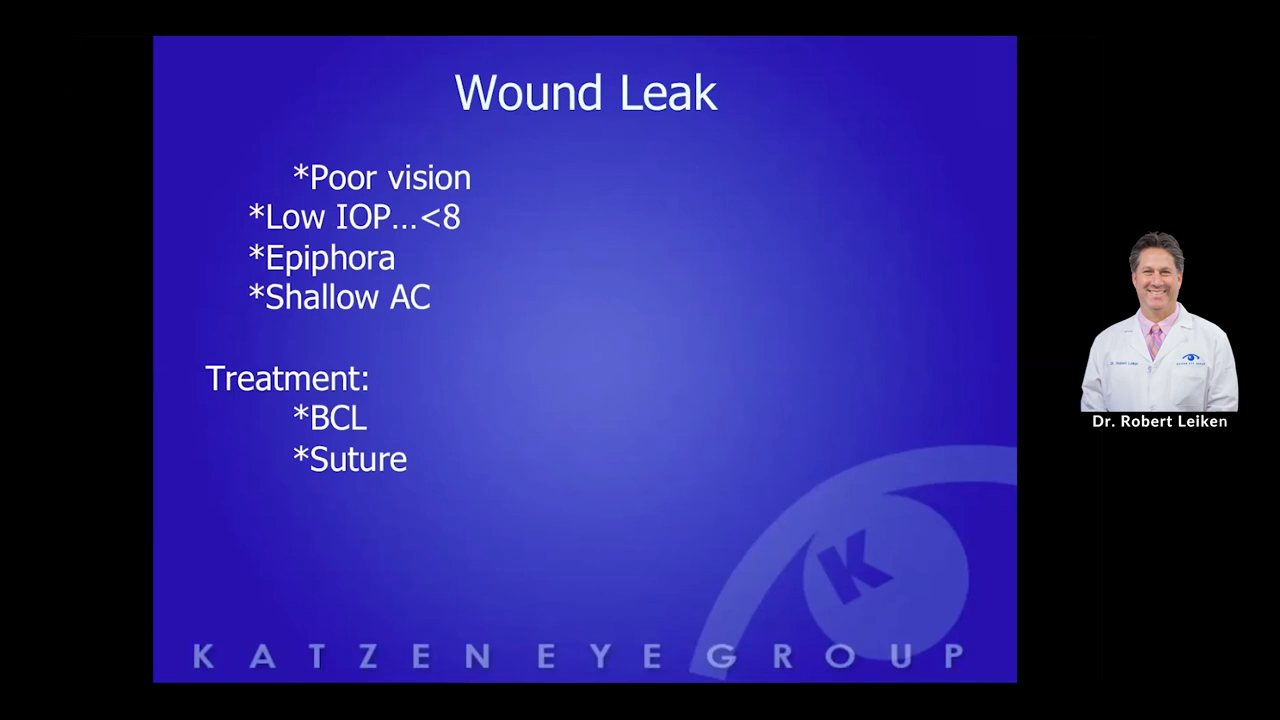 Wound Leak
*Poor vision
*Low IOP...<8
*Epiphora
*Shallow AC
Treatment:
*BCL
*Suture
K
KATZEN EYE GROUP
Dr. Robert Leiken